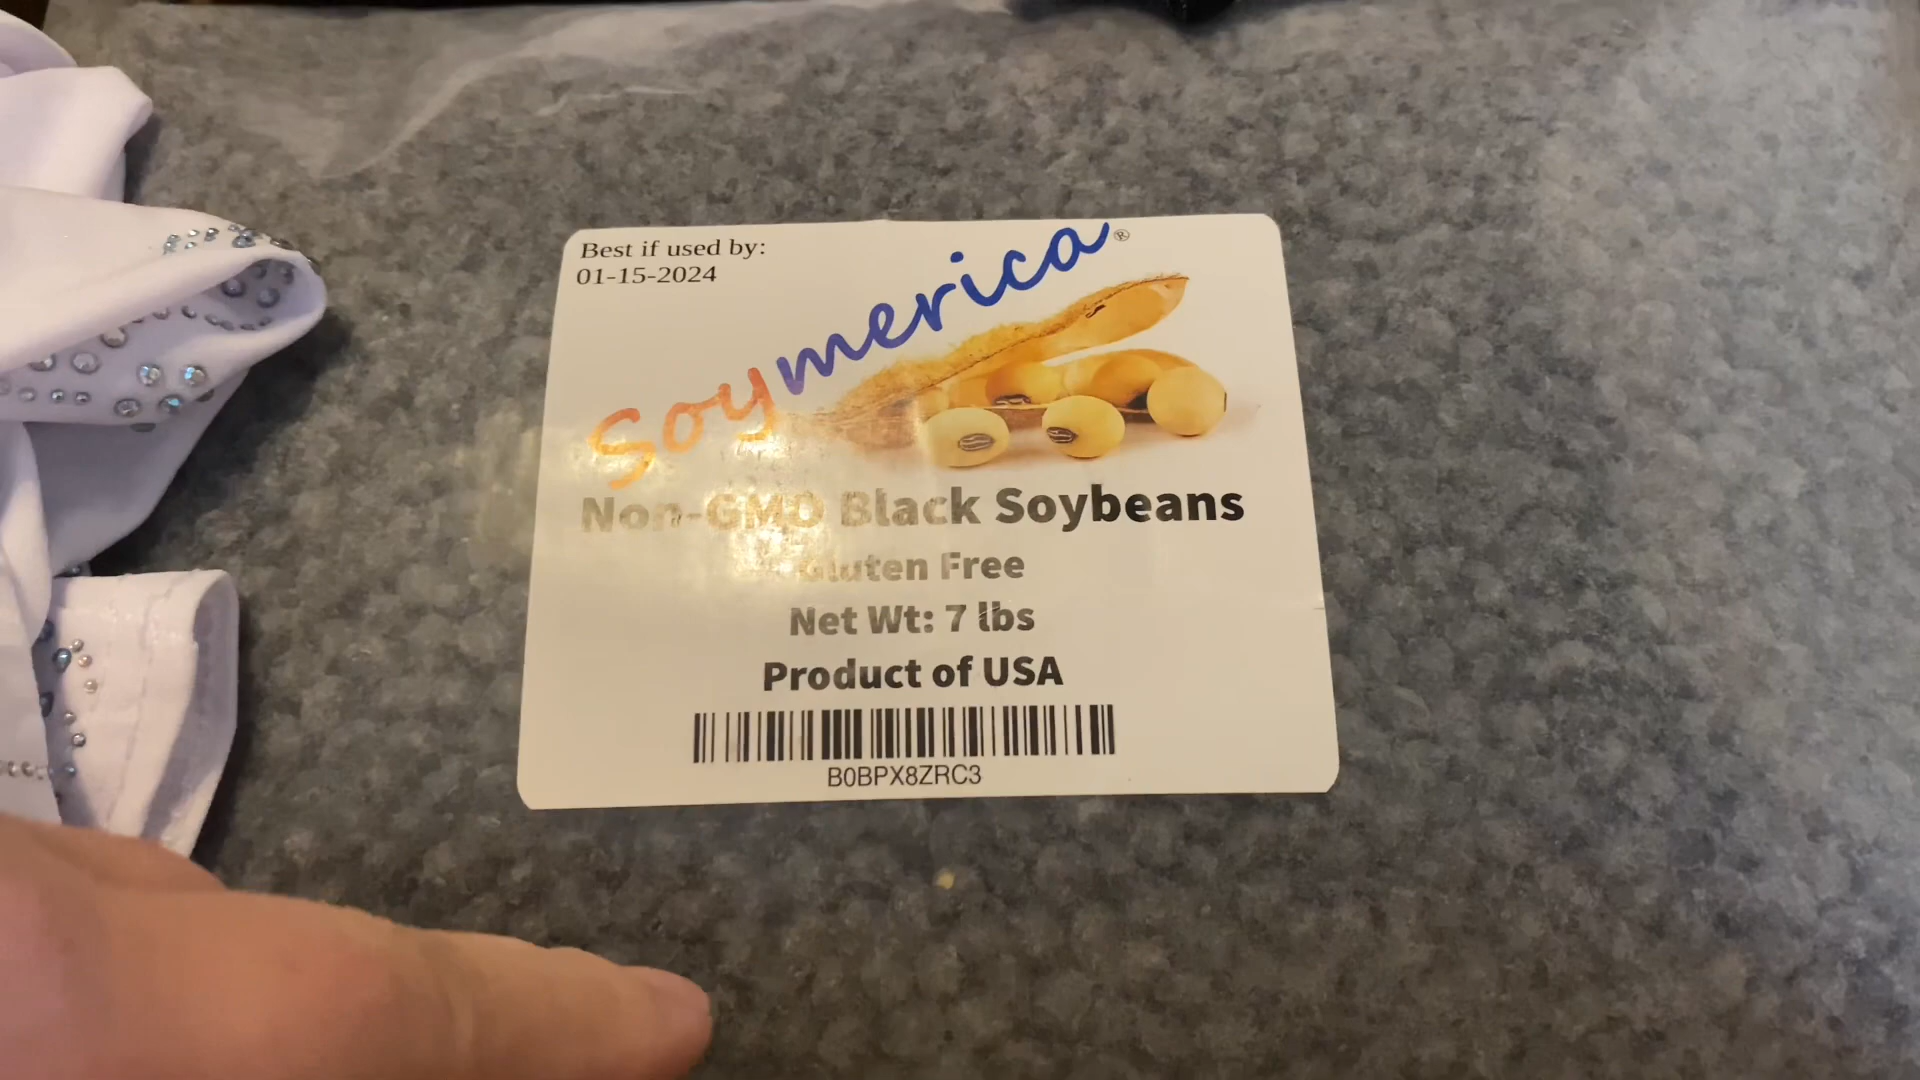 Best if used by:
01-15-2024
Soymerica®
Non-GMO Black Soybeans
Gluten Free
Net Wt: 7 lbs
Product of USA
B0BPX8ZRC3